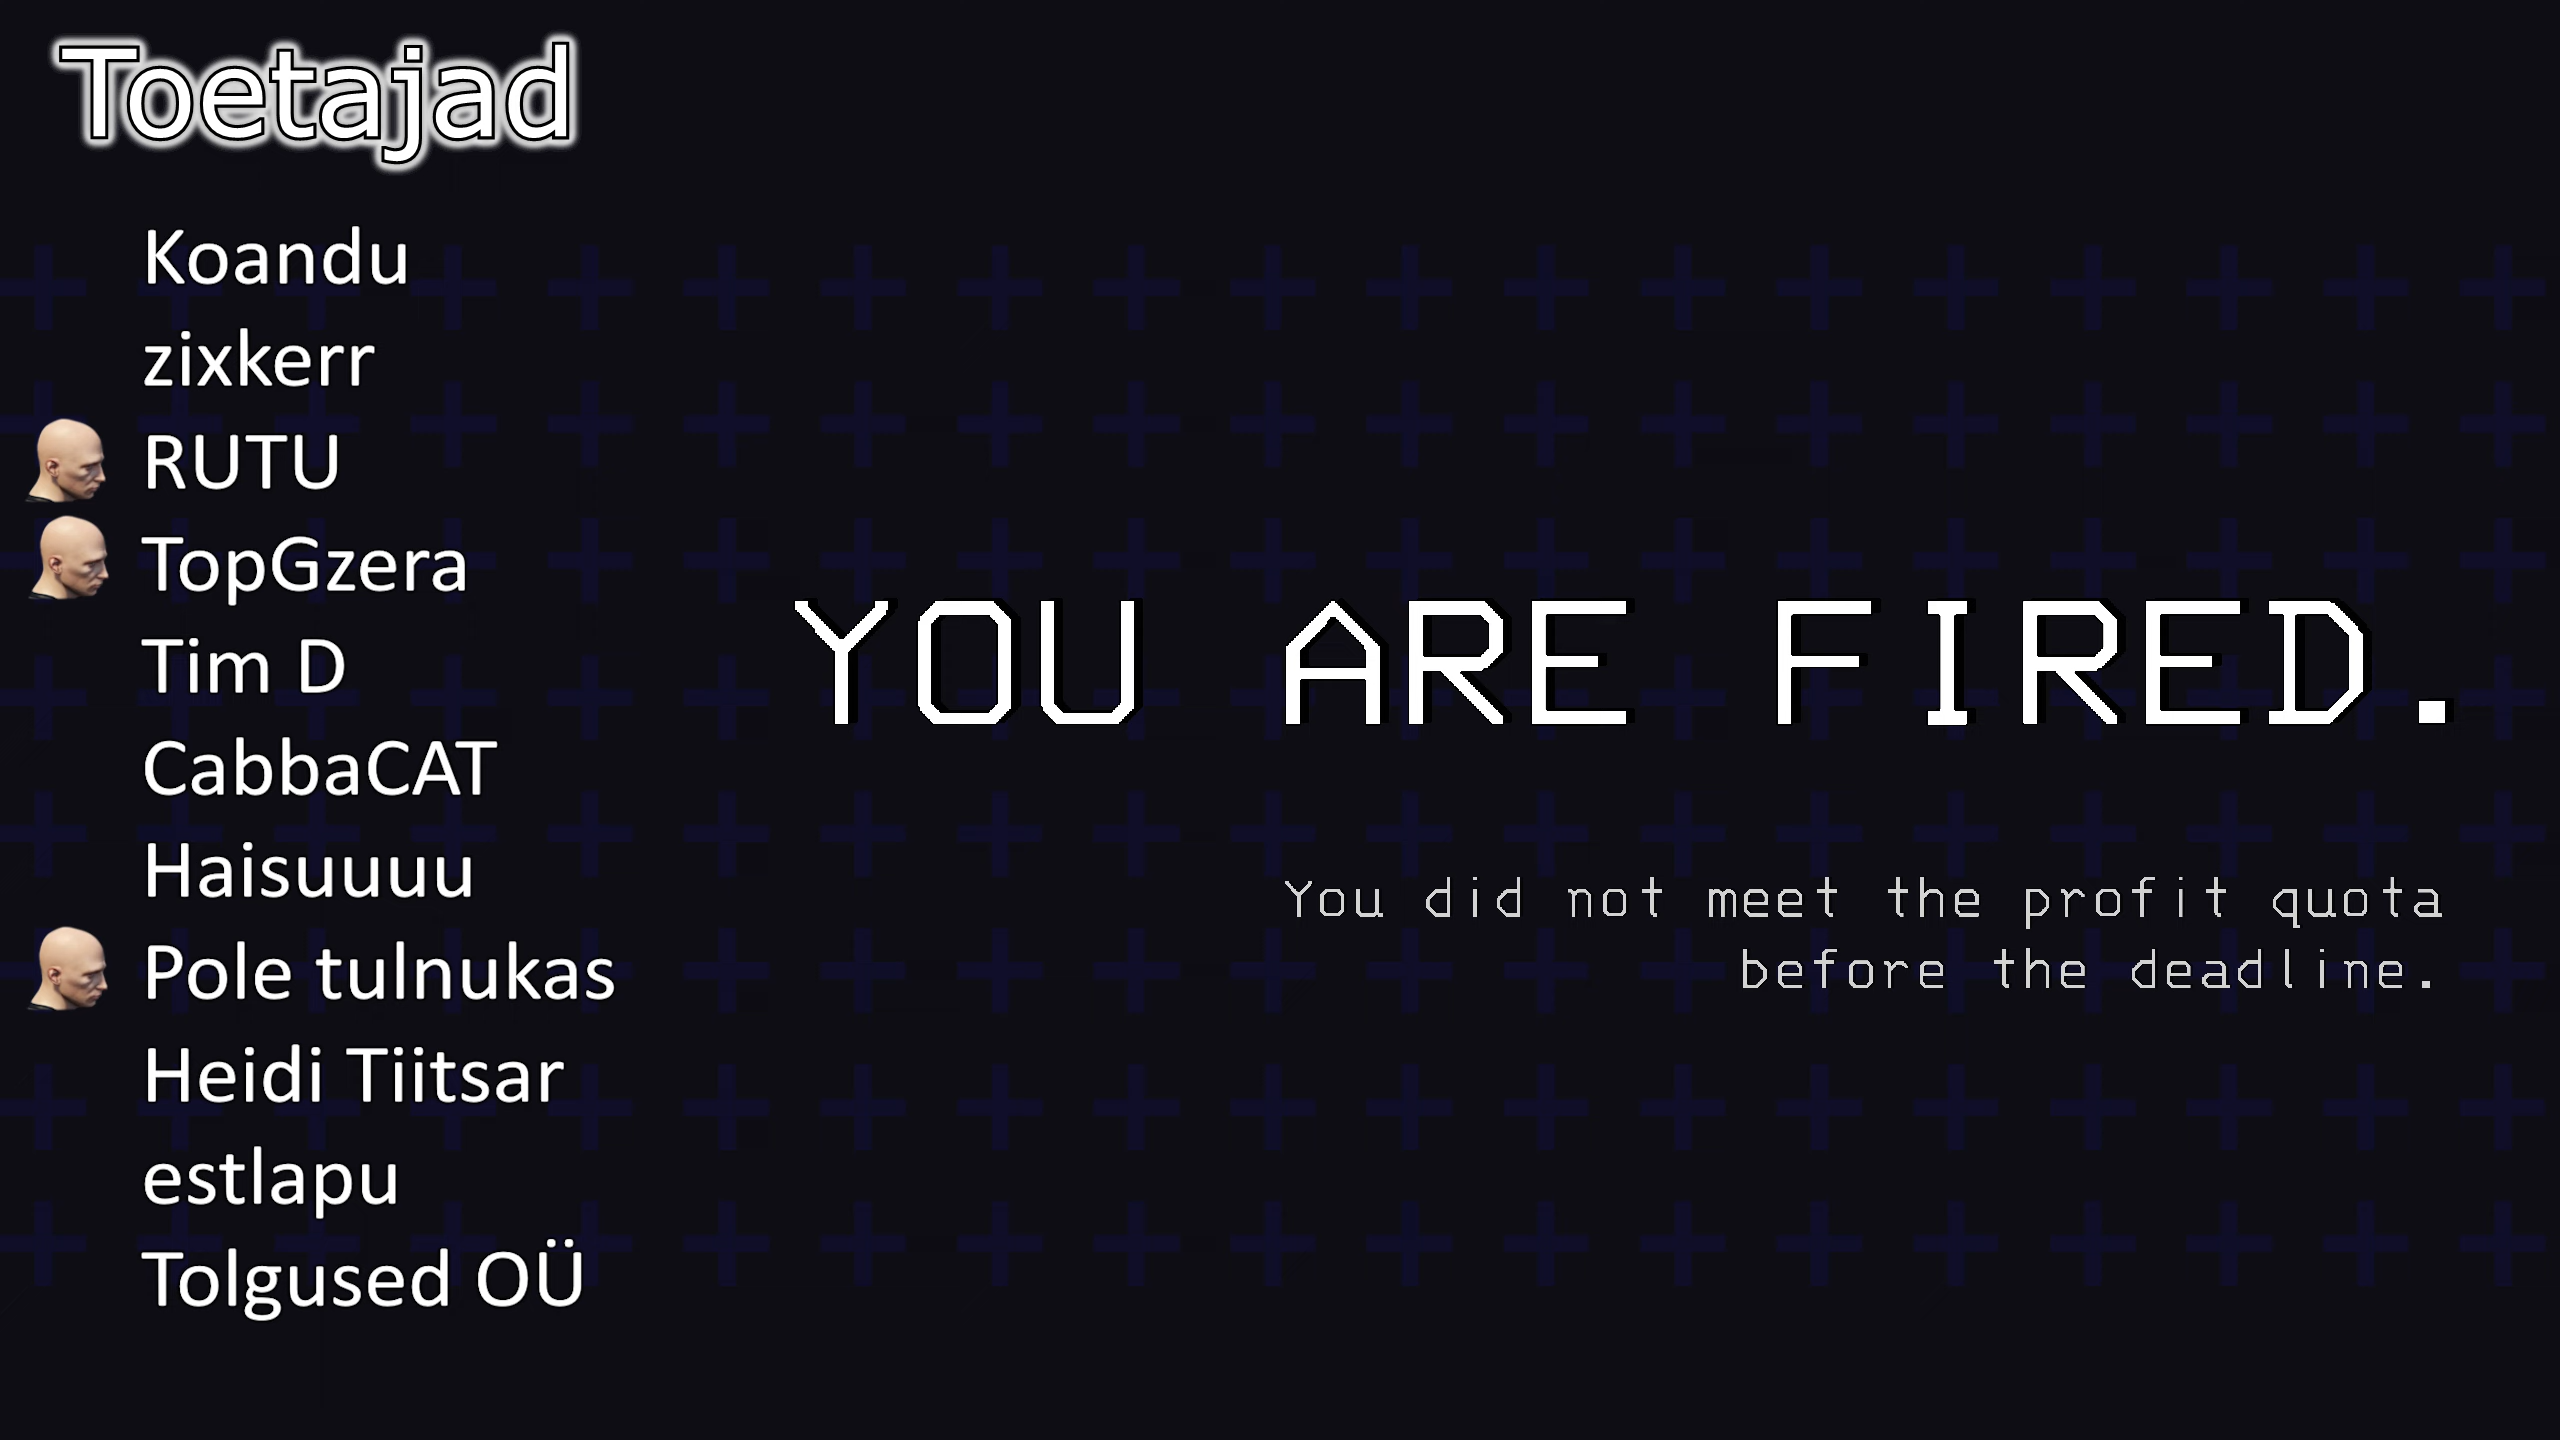 Toetajad
Koandu
zixkerr
RUTU
TopGzera
Tim D
CabbaCAT
Haisuuuu
Pole tulnukas
Heidi Tiitsar
estlapu
Tolgused OÜ
YOU ARE FIRED.
You did not meet the profit quota
before the deadline.